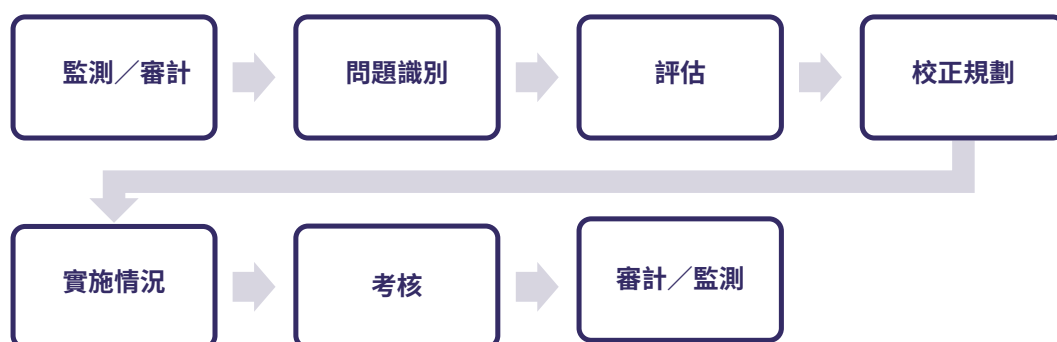 監測／審計
問題識別
評估
校正規劃
實施情況
考核
審計／監測